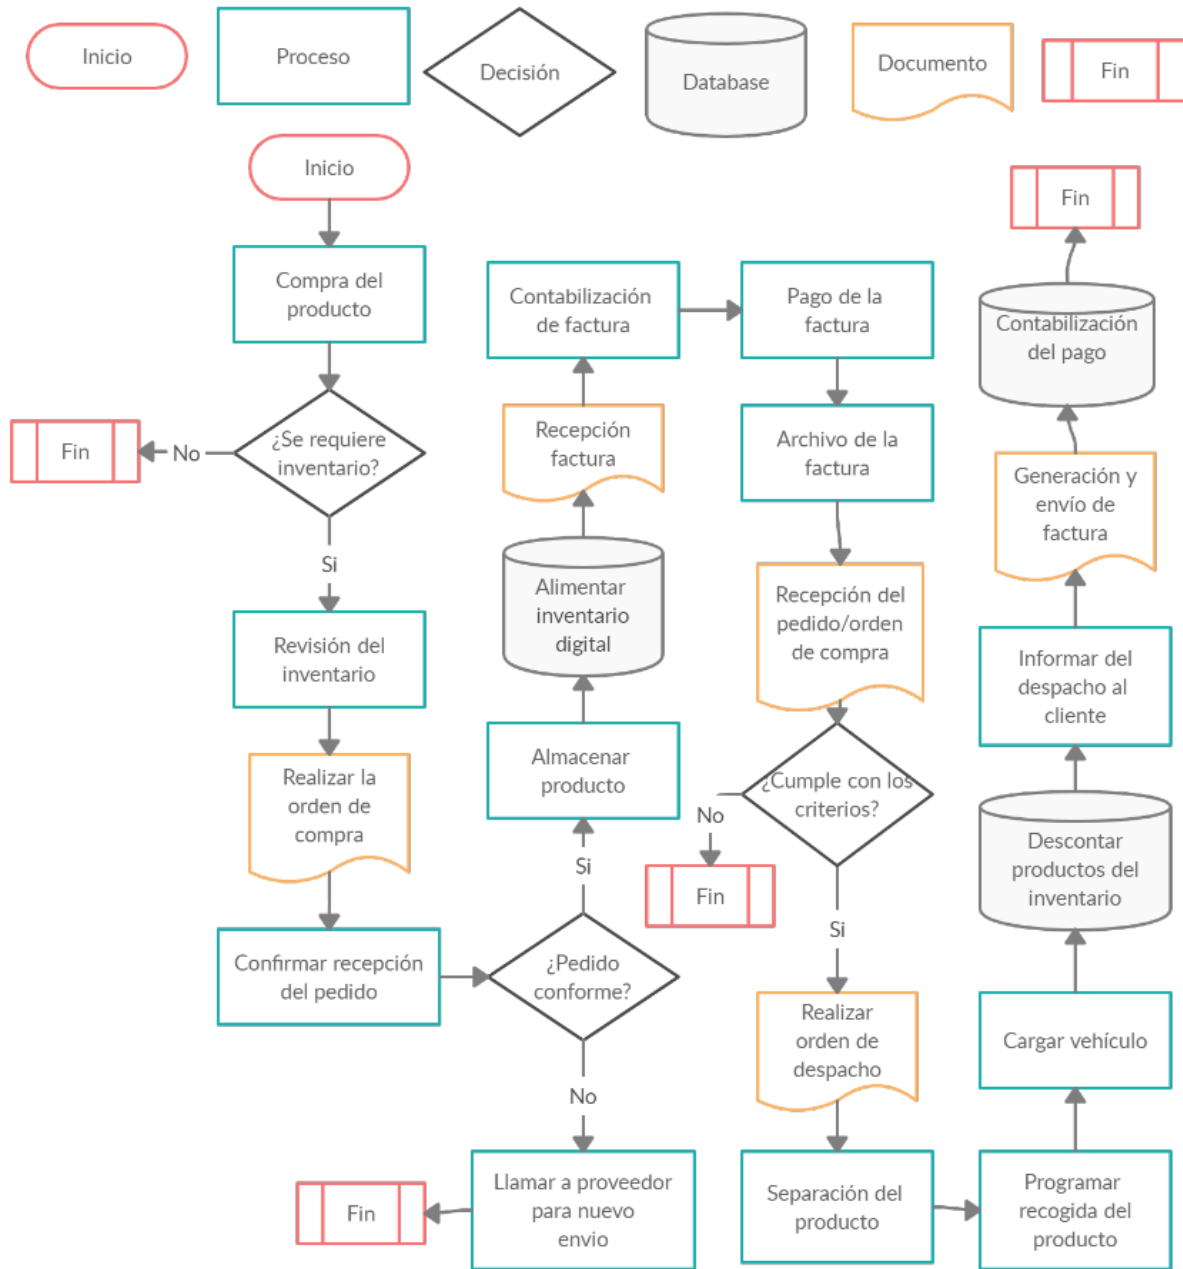 Inicio
Proceso
Decisión
Database
Documento
Fin
Inicio
Compra del
producto
¿Se requiere
inventario?
No
Fin
Si
Revisión del
inventario
Realizar la
orden de
compra
Confirmar recepción
del pedido
¿Pedido
conforme?
No
Llamar a proveedor
para nuevo
envio
Fin
Si
Almacenar
producto
Alimentar
inventario
digital
Recepción
factura
Contabilización
de factura
Pago de la
factura
Archivo de la
factura
Recepción del
pedido/orden
de compra
¿Cumple con los
criterios?
No
Fin
Si
Realizar
orden de
despacho
Separación del
producto
Programar
recogida del
producto
Cargar vehículo
Descontar
productos del
inventario
Informar del
despacho al
cliente
Generación y
envío de
factura
Contabilización
del pago
Fin